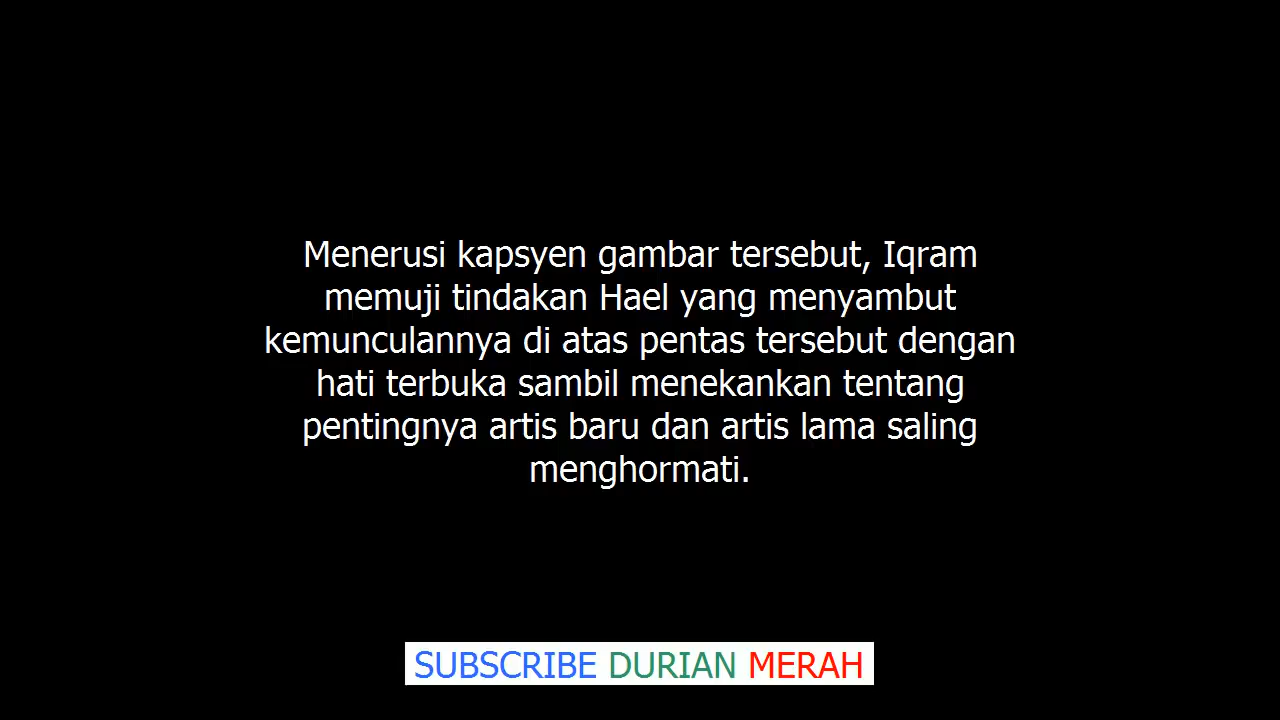 Menerusi kapsyen gambar tersebut, Iqram
memuji tindakan Hael yang menyambut
kemunculannya di atas pentas tersebut dengan
hati terbuka sambil menekankan tentang
pentingnya artis baru dan artis lama saling
menghormati.
SUBSCRIBE DURIAN MERAH